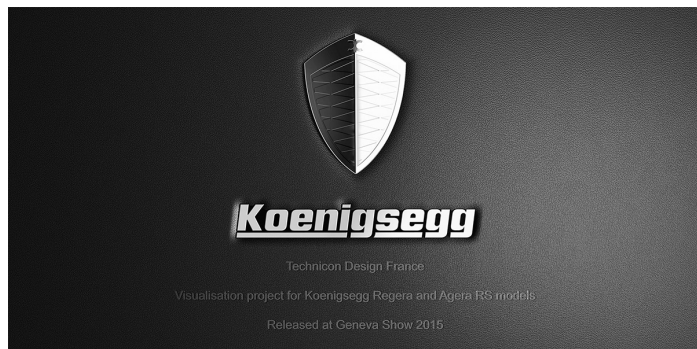 Koenigsegg
Technicon Design France
Visualisation project for Koenigsegg Regera and Agera RS models
Released at Geneva Show 2015